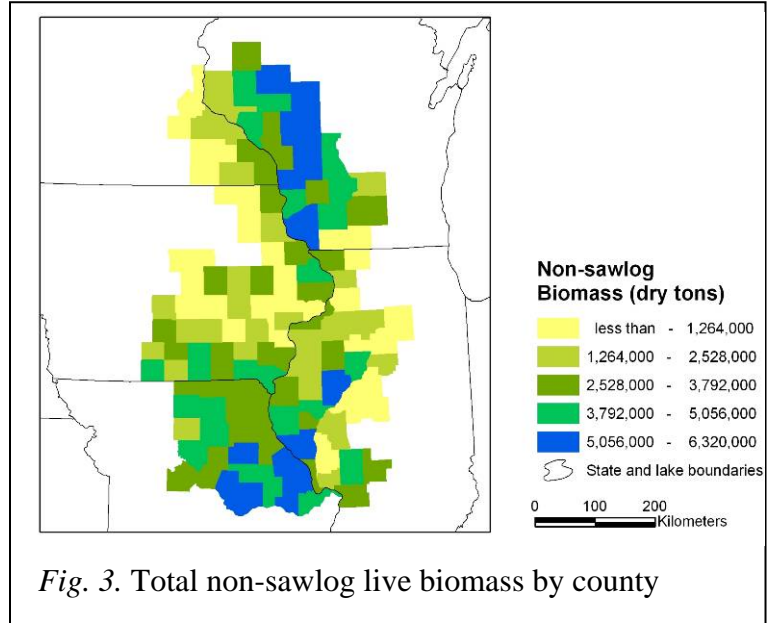 Non-sawlog
Biomass (dry tons)
less than - 1,264,000
1,264,000 - 2,528,000
2,528,000 - 3,792,000
3,792,000 - 5,056,000
5,056,000 - 6,320,000
State and lake boundaries
0 100 200
Kilometers
Fig. 3. Total non-sawlog live biomass by county